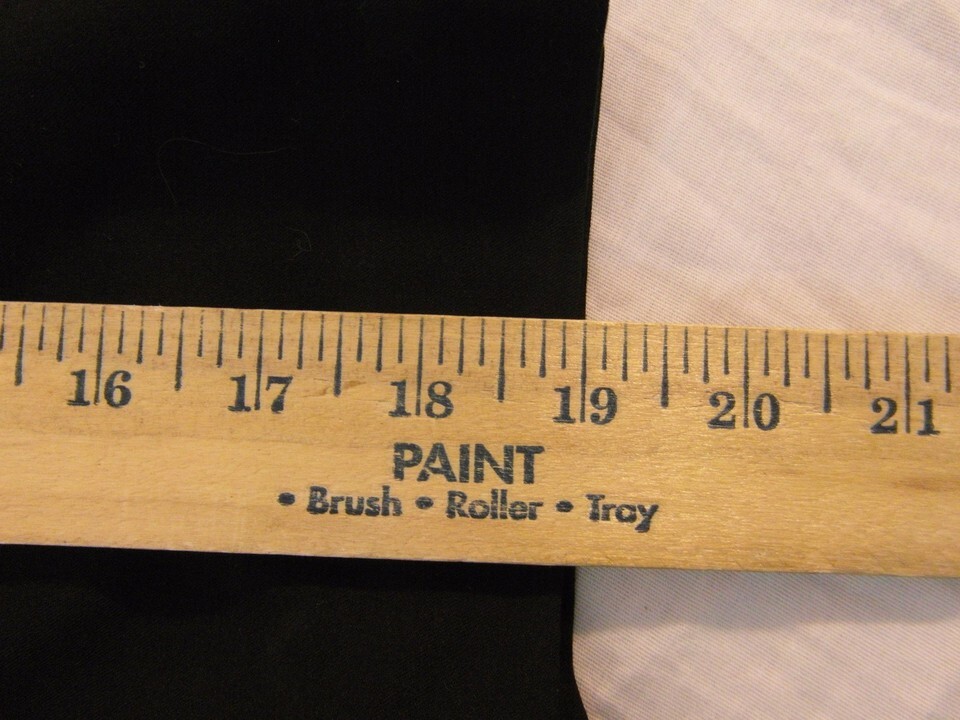 16 17 18 19 20 21
PAINT
• Brush • Roller • Tray